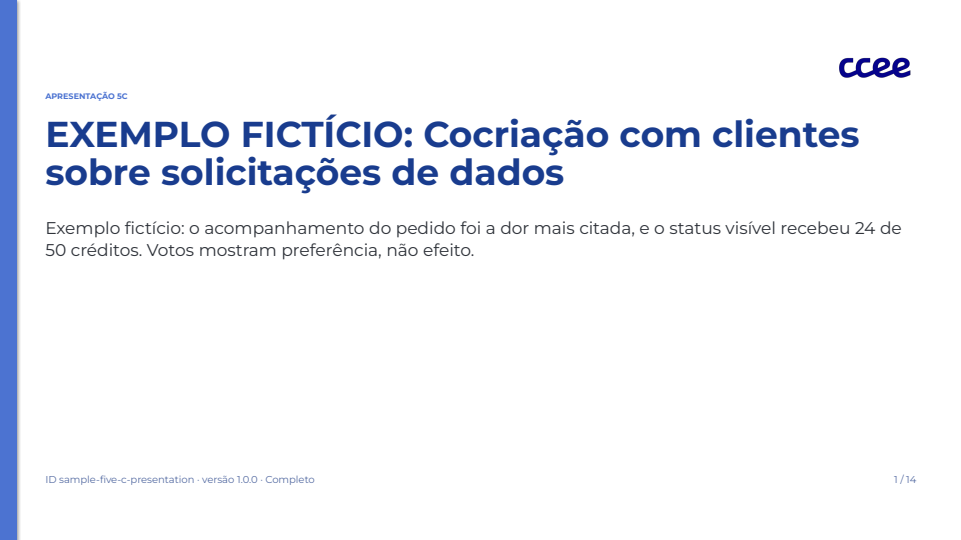 ccee
APRESENTAÇÃO 5C
EXEMPLO FICTÍCIO: Cocriação com clientes
sobre solicitações de dados
Exemplo fictício: o acompanhamento do pedido foi a dor mais citada, e o status visível recebeu 24 de
50 créditos. Votos mostram preferência, não efeito.
ID sample-five-c-presentation · versão 1.0.0 · Completo
1 / 14